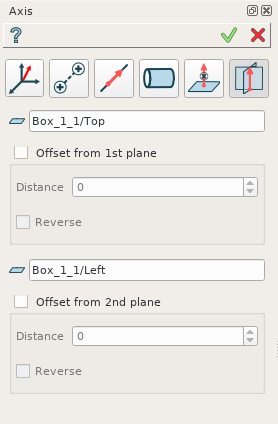 Axis
?
Box_1_1/Top
Offset from 1st plane
Distance 0
Reverse
Box_1_1/Left
Offset from 2nd plane
Distance 0
Reverse